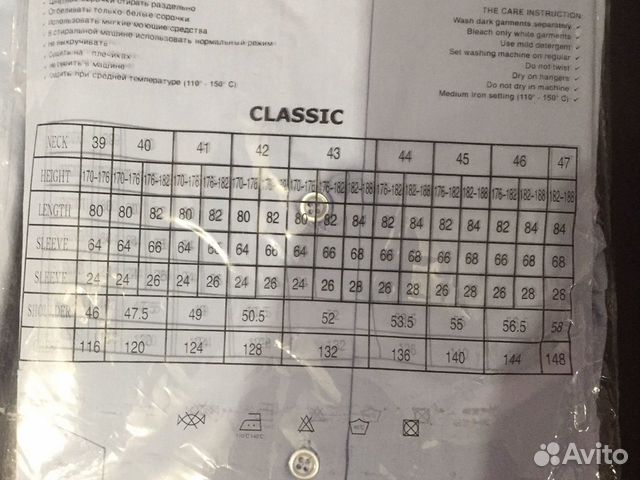 сорочки стирать раздельно
Отбеливать только белые сорочки
Использовать мягкие моющие средства
В стиральной машине использовать нормальный режим
Не выкручивать
Сушить на плечиках
Не сушить в машине
Гладить при средней температуре (110° - 150° C)
THE CARE INSTRUCTION:
Wash dark garments separately ✓
Bleach only white garments ✓
Use mild detergent ✓
Set washing machine on regular ✓
Do not twist ✓
Dry on hangers ✓
Do not dry in machine ✓
Medium Iron setting (110° - 150° C) ✓
CLASSIC
NECK 39 40 41 42 43 44 45 46 47
HEIGHT 170-176 170-176 176-182 170-176 176-182 170-176 170-176 176-182 182-188 176-182 182-188 176-182 182-188 176-182 182-188 182-188
LENGTH 80 80 82 80 82 80 82 80 82 84 82 84 82 84 82 84 84
SLEEVE 64 64 66 64 66 64 66 64 66 68 66 68 66 68 66 68 68
SLEEVE 24 24 26 24 26 24 26 24 26 28 26 28 26 28 26 28 28
SHOULDER 46 47.5 49 50.5 52 53.5 55 56.5 58
116 120 124 128 132 136 140 144 148
Avito